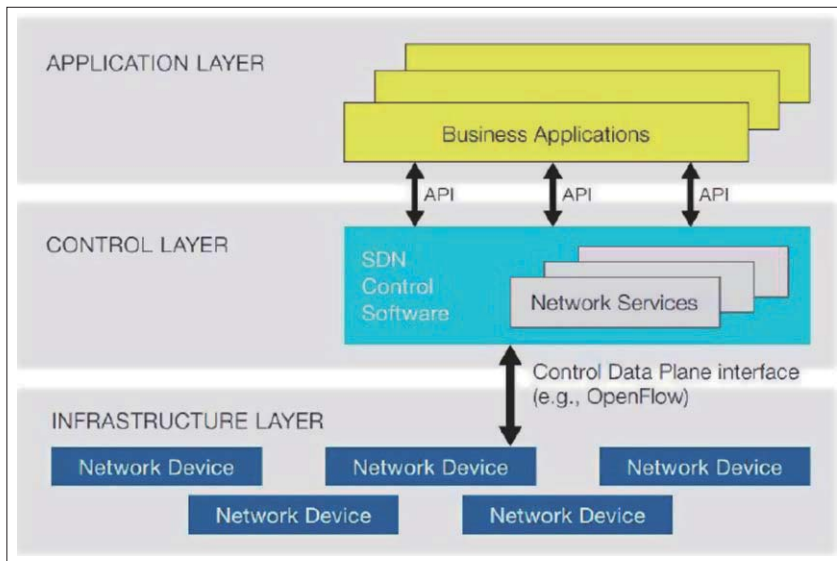 APPLICATION LAYER
Business Applications
API
API
API
CONTROL LAYER
SDN
Control
Software
Network Services
Control Data Plane interface
(e.g., OpenFlow)
INFRASTRUCTURE LAYER
Network Device
Network Device
Network Device
Network Device
Network Device